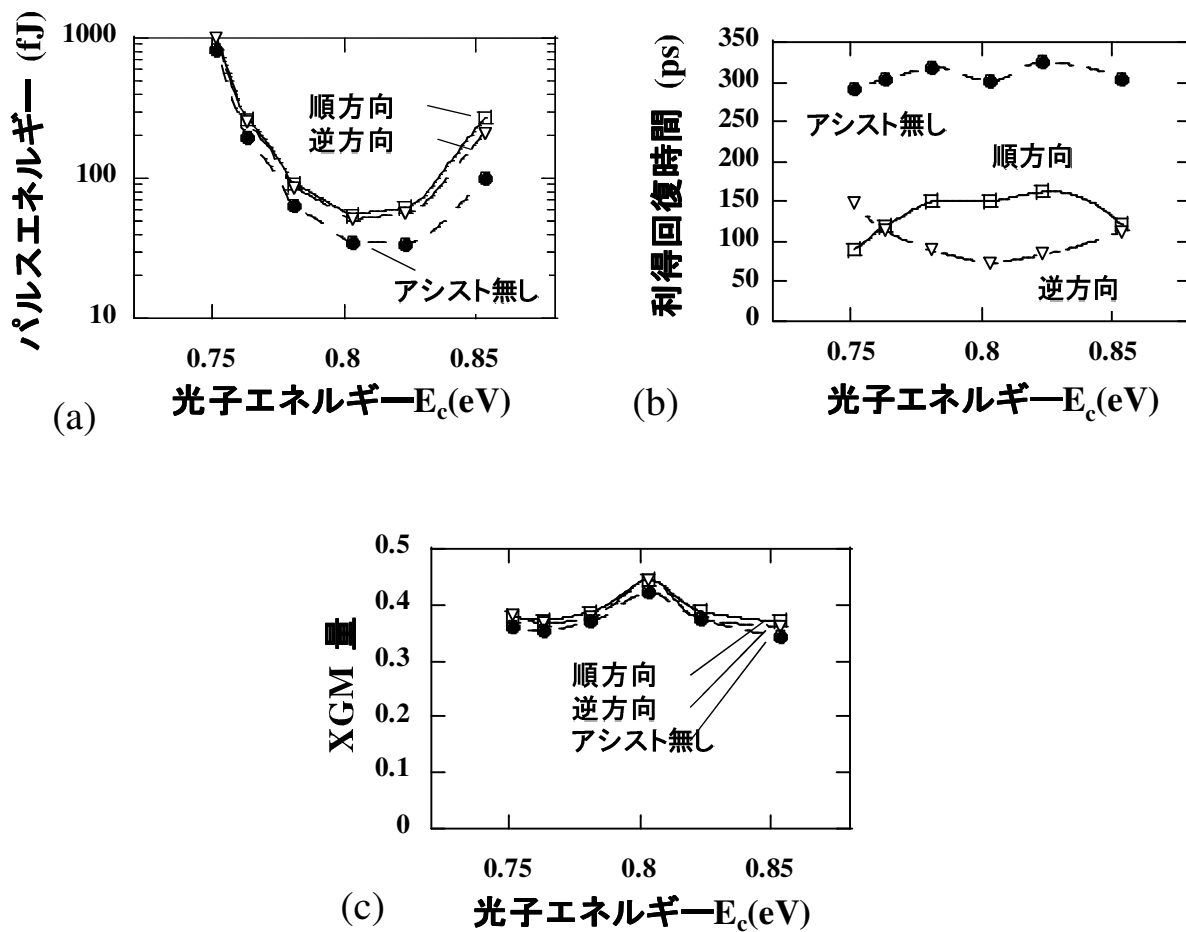 パルスエネルギー (fJ)
1000
100
10
順方向
逆方向
アシスト無し
0.75
0.8
0.85
光子エネルギーEc(eV)
(a)
利得回復時間 (ps)
350
300
250
200
150
100
50
0
アシスト無し
順方向
逆方向
0.75
0.8
0.85
光子エネルギーEc(eV)
(b)
XGM 量
0.5
0.4
0.3
0.2
0.1
0
順方向
逆方向
アシスト無し
0.75
0.8
0.85
光子エネルギーEc(eV)
(c)